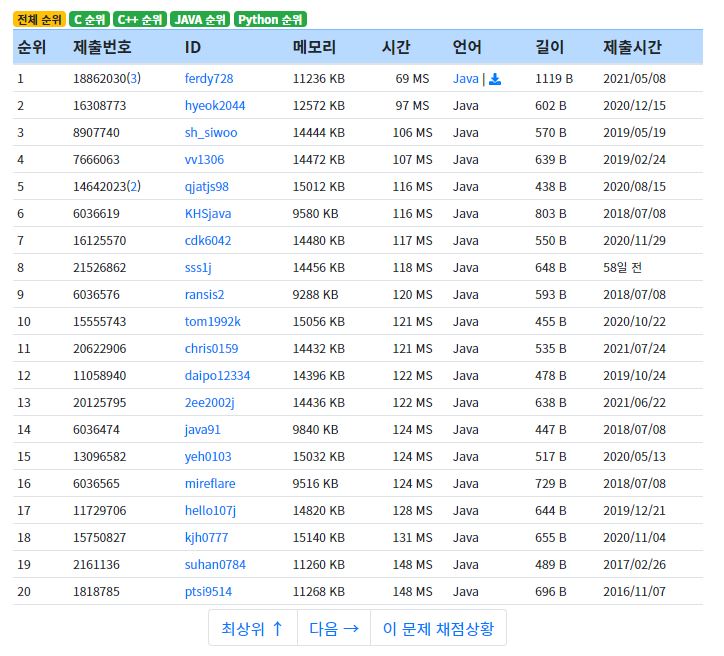 전체 순위 C 순위 C++ 순위 JAVA 순위 Python 순위
순위 제출번호 ID 메모리 시간 언어 길이 제출시간
1 18862030(3) ferdy728 11236 KB 69 MS Java | 1119 B 2021/05/08
2 16308773 hyeok2044 12572 KB 97 MS Java 602 B 2020/12/15
3 8907740 sh_siwoo 14444 KB 106 MS Java 570 B 2019/05/19
4 7666063 vv1306 14472 KB 107 MS Java 639 B 2019/02/24
5 14642023(2) qjatjs98 15012 KB 116 MS Java 438 B 2020/08/15
6 6036619 KHSjava 9580 KB 116 MS Java 803 B 2018/07/08
7 16125570 cdk6042 14480 KB 117 MS Java 550 B 2020/11/29
8 21526862 sss1j 14456 KB 118 MS Java 648 B 58일 전
9 6036576 ransis2 9288 KB 120 MS Java 593 B 2018/07/08
10 15555743 tom1992k 15056 KB 121 MS Java 455 B 2020/10/22
11 20622906 chris0159 14432 KB 121 MS Java 535 B 2021/07/24
12 11058940 daipo12334 14396 KB 122 MS Java 478 B 2019/10/24
13 20125795 2ee2002j 14436 KB 122 MS Java 638 B 2021/06/22
14 6036474 java91 9840 KB 124 MS Java 447 B 2018/07/08
15 13096582 yeh0103 15032 KB 124 MS Java 517 B 2020/05/13
16 6036565 mireflare 9516 KB 124 MS Java 729 B 2018/07/08
17 11729706 hello107j 14820 KB 128 MS Java 644 B 2019/12/21
18 15750827 kjh0777 15140 KB 131 MS Java 655 B 2020/11/04
19 2161136 suhan0784 11260 KB 148 MS Java 489 B 2017/02/26
20 1818785 ptsi9514 11268 KB 148 MS Java 696 B 2016/11/07
최상위 ↑ 다음 → 이 문제 채점상황